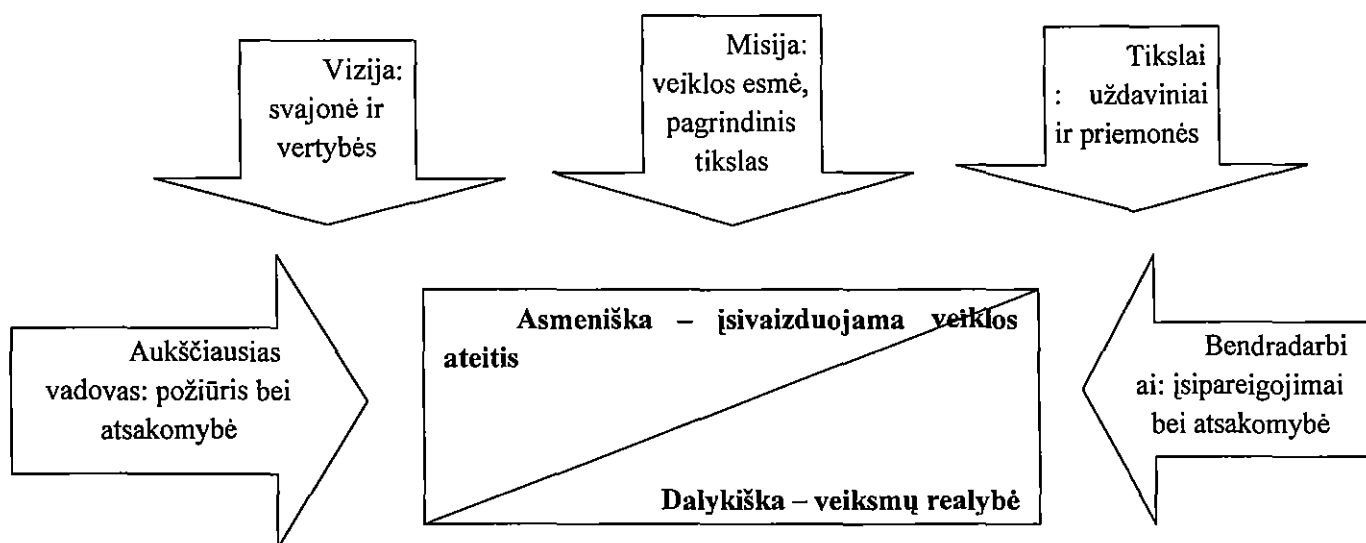 Vizija:
svajonė ir
vertybės
Misija:
veiklos esmė,
pagrindinis
tikslas
Tikslai
: uždaviniai
ir priemonės
Aukščiausias
vadovas: požiūris bei
atsakomybė
Asmeniška – įsivaizduojama veiklos
ateitis
Dalykiška – veiksmų realybė
Bendradarbi
ai: įsipareigojimai
bei atsakomybė